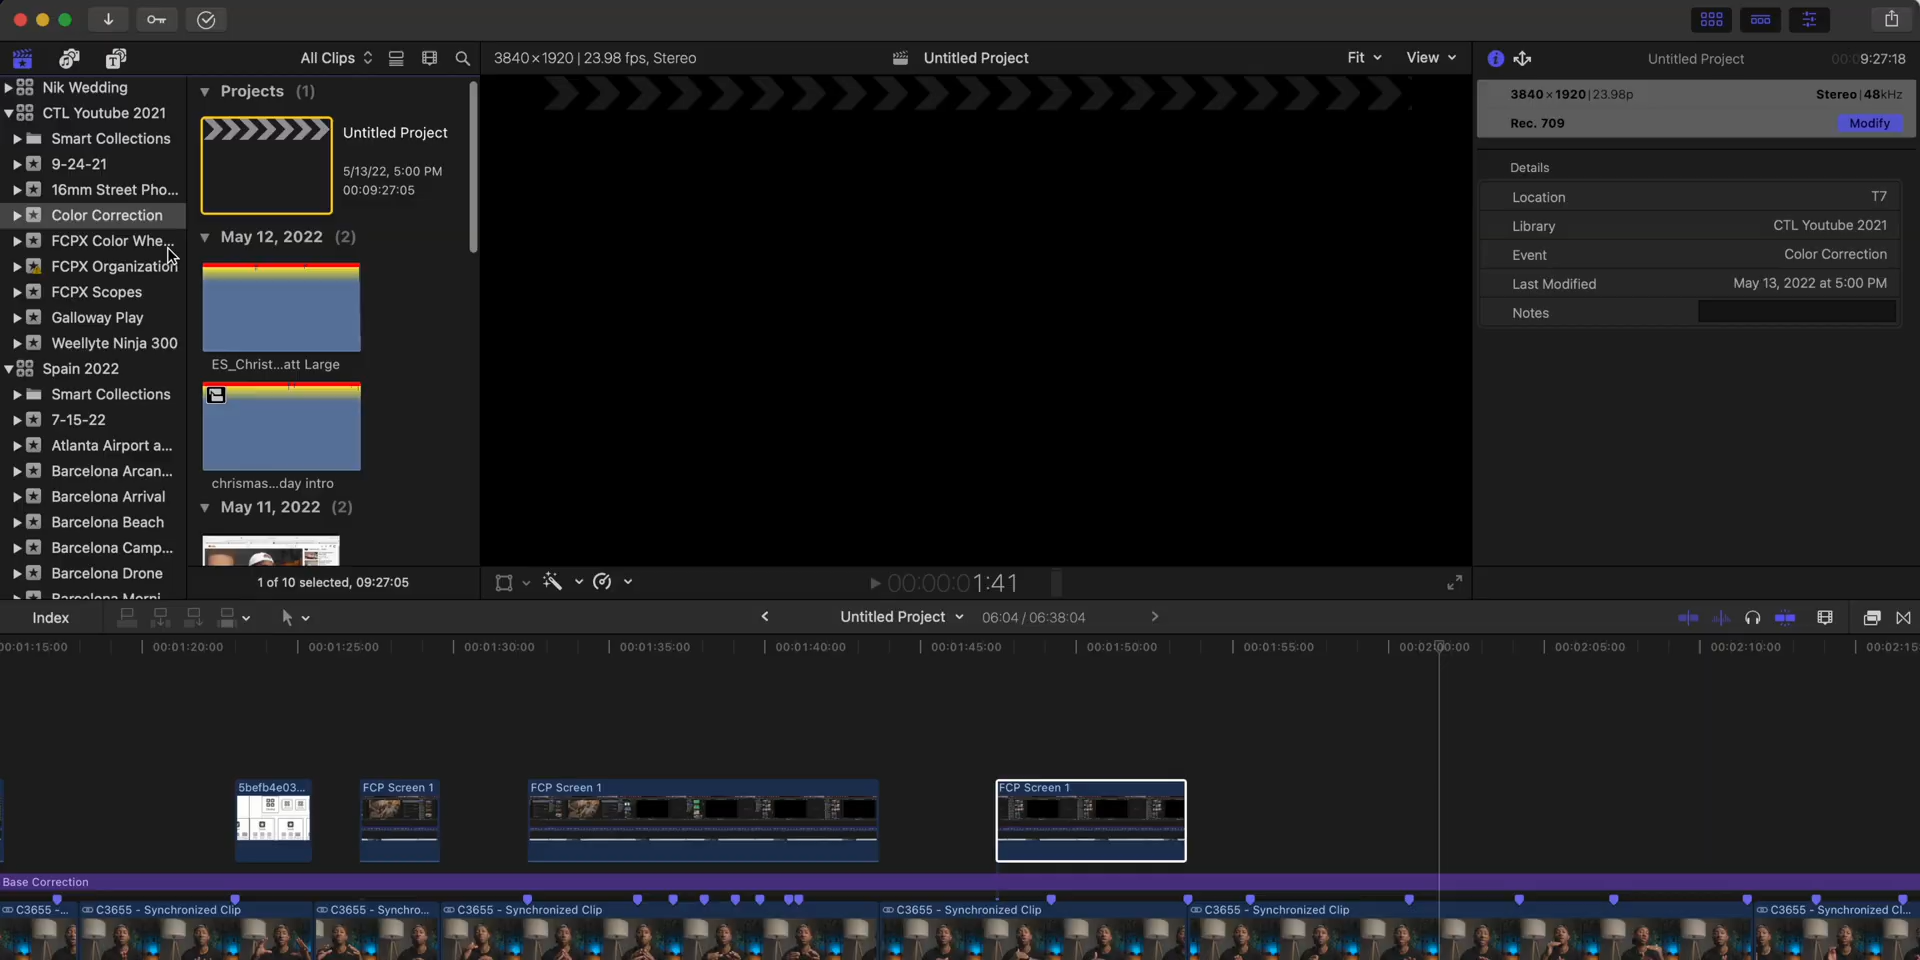 All Clips
3840×1920 | 23.98 fps, Stereo
Untitled Project
Fit
View
Untitled Project
00:09:27:18
Nik Wedding
CTL Youtube 2021
Smart Collections
9-24-21
16mm Street Pho...
Color Correction
FCPX Color Whe...
FCPX Organization
FCPX Scopes
Galloway Play
Weellyte Ninja 300
Spain 2022
Smart Collections
7-15-22
Atlanta Airport a...
Barcelona Arcan...
Barcelona Arrival
Barcelona Beach
Barcelona Camp...
Barcelona Drone
Projects (1)
Untitled Project
5/13/22, 5:00 PM
00:09:27:05
May 12, 2022 (2)
ES_Christ...att Large
chrismas...day intro
May 11, 2022 (2)
1 of 10 selected, 09:27:05
00:00:01:41
3840×1920 | 23.98p
Stereo | 48kHz
Rec. 709
Modify
Details
Location T7
Library CTL Youtube 2021
Event Color Correction
Last Modified May 13, 2022 at 5:00 PM
Notes
Index
Untitled Project
06:04 / 06:38:04
00:01:15:00
00:01:20:00
00:01:25:00
00:01:30:00
00:01:35:00
00:01:40:00
00:01:45:00
00:01:50:00
00:01:55:00
00:02:00:00
00:02:05:00
00:02:10:00
00:02:15
5befb4e03...
FCP Screen 1
FCP Screen 1
FCP Screen 1
Base Correction
C3655 -...
C3655 - Synchronized Clip
C3655 - Synchro...
C3655 - Synchronized Clip
C3655 - Synchronized Clip
C3655 - Synchronized Clip
C3655 - Synchronized Cl...